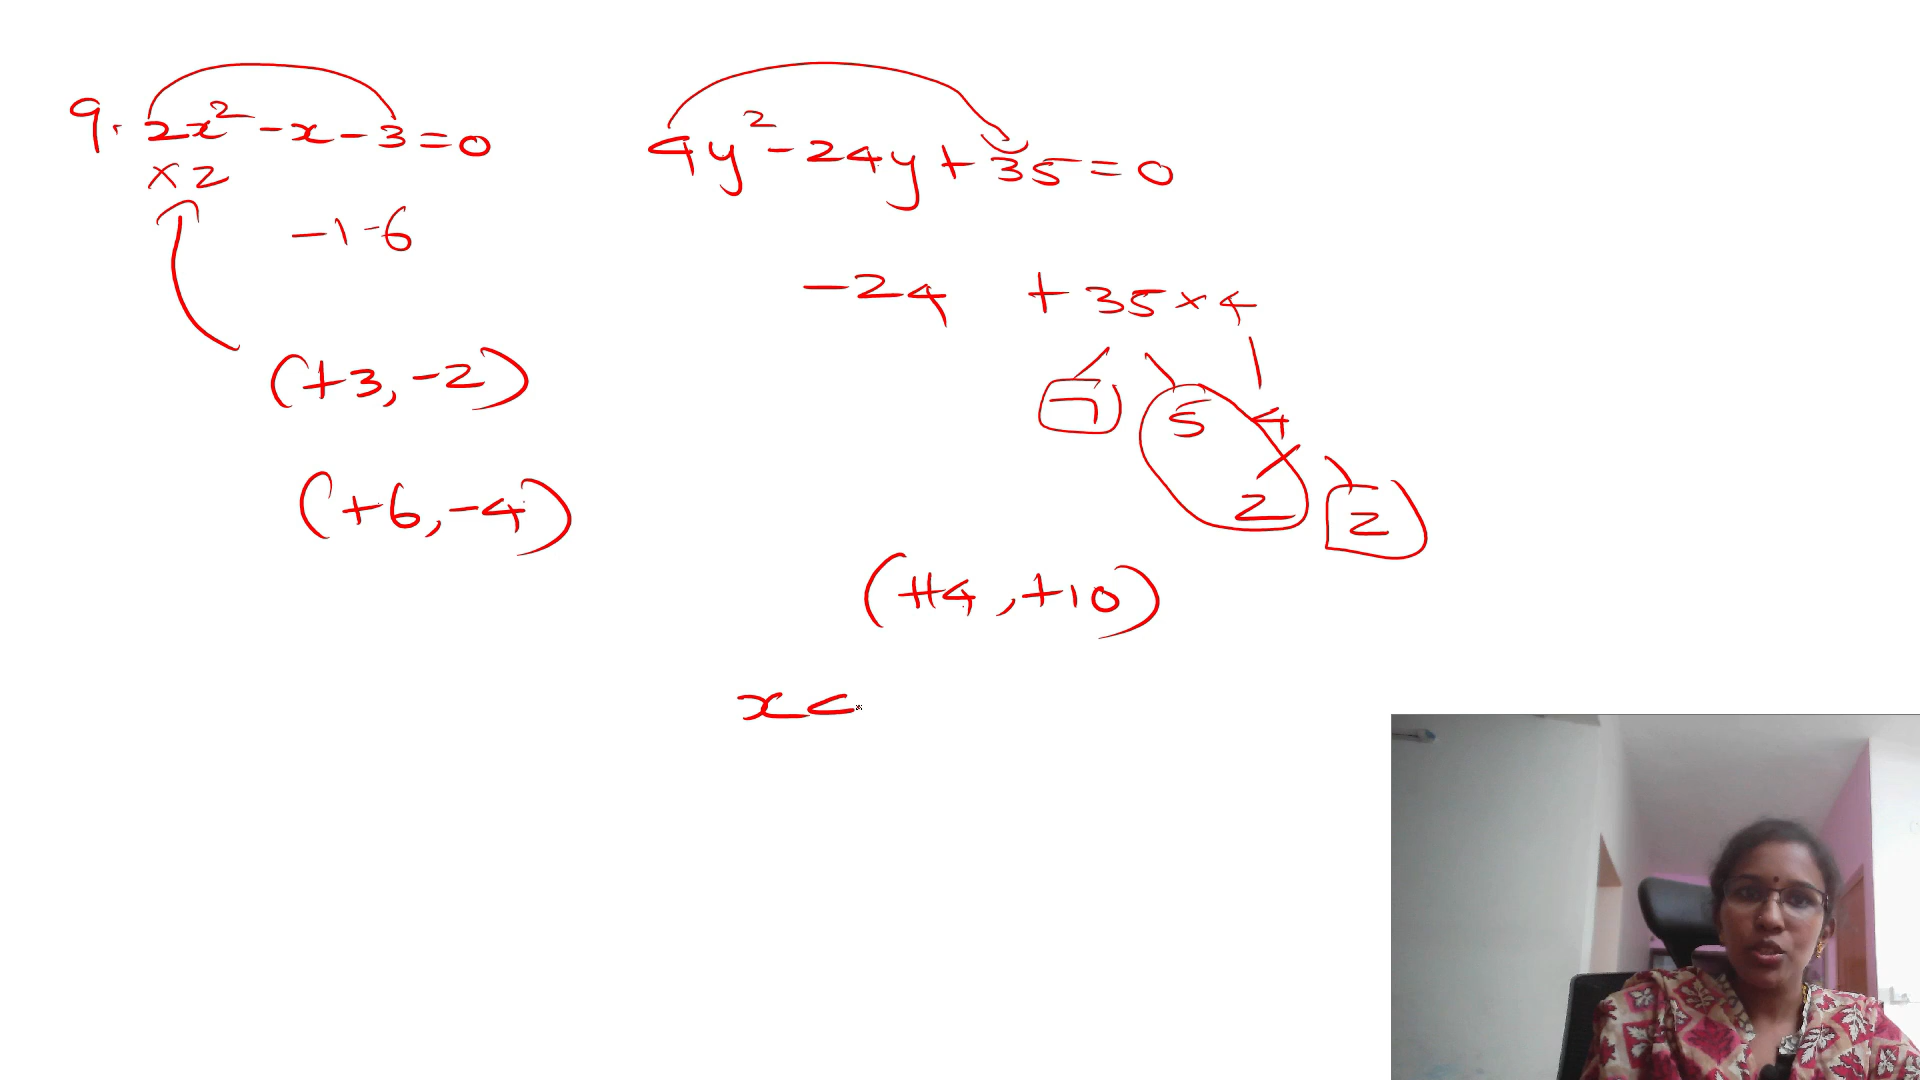 9. 2x² - x - 3 = 0
×2
-1 -6
(+3, -2)
(+6, -4)
4y² - 24y + 35 = 0
-24 + 35 × 4
7 5 4
2 2
(+14, +10)
x <